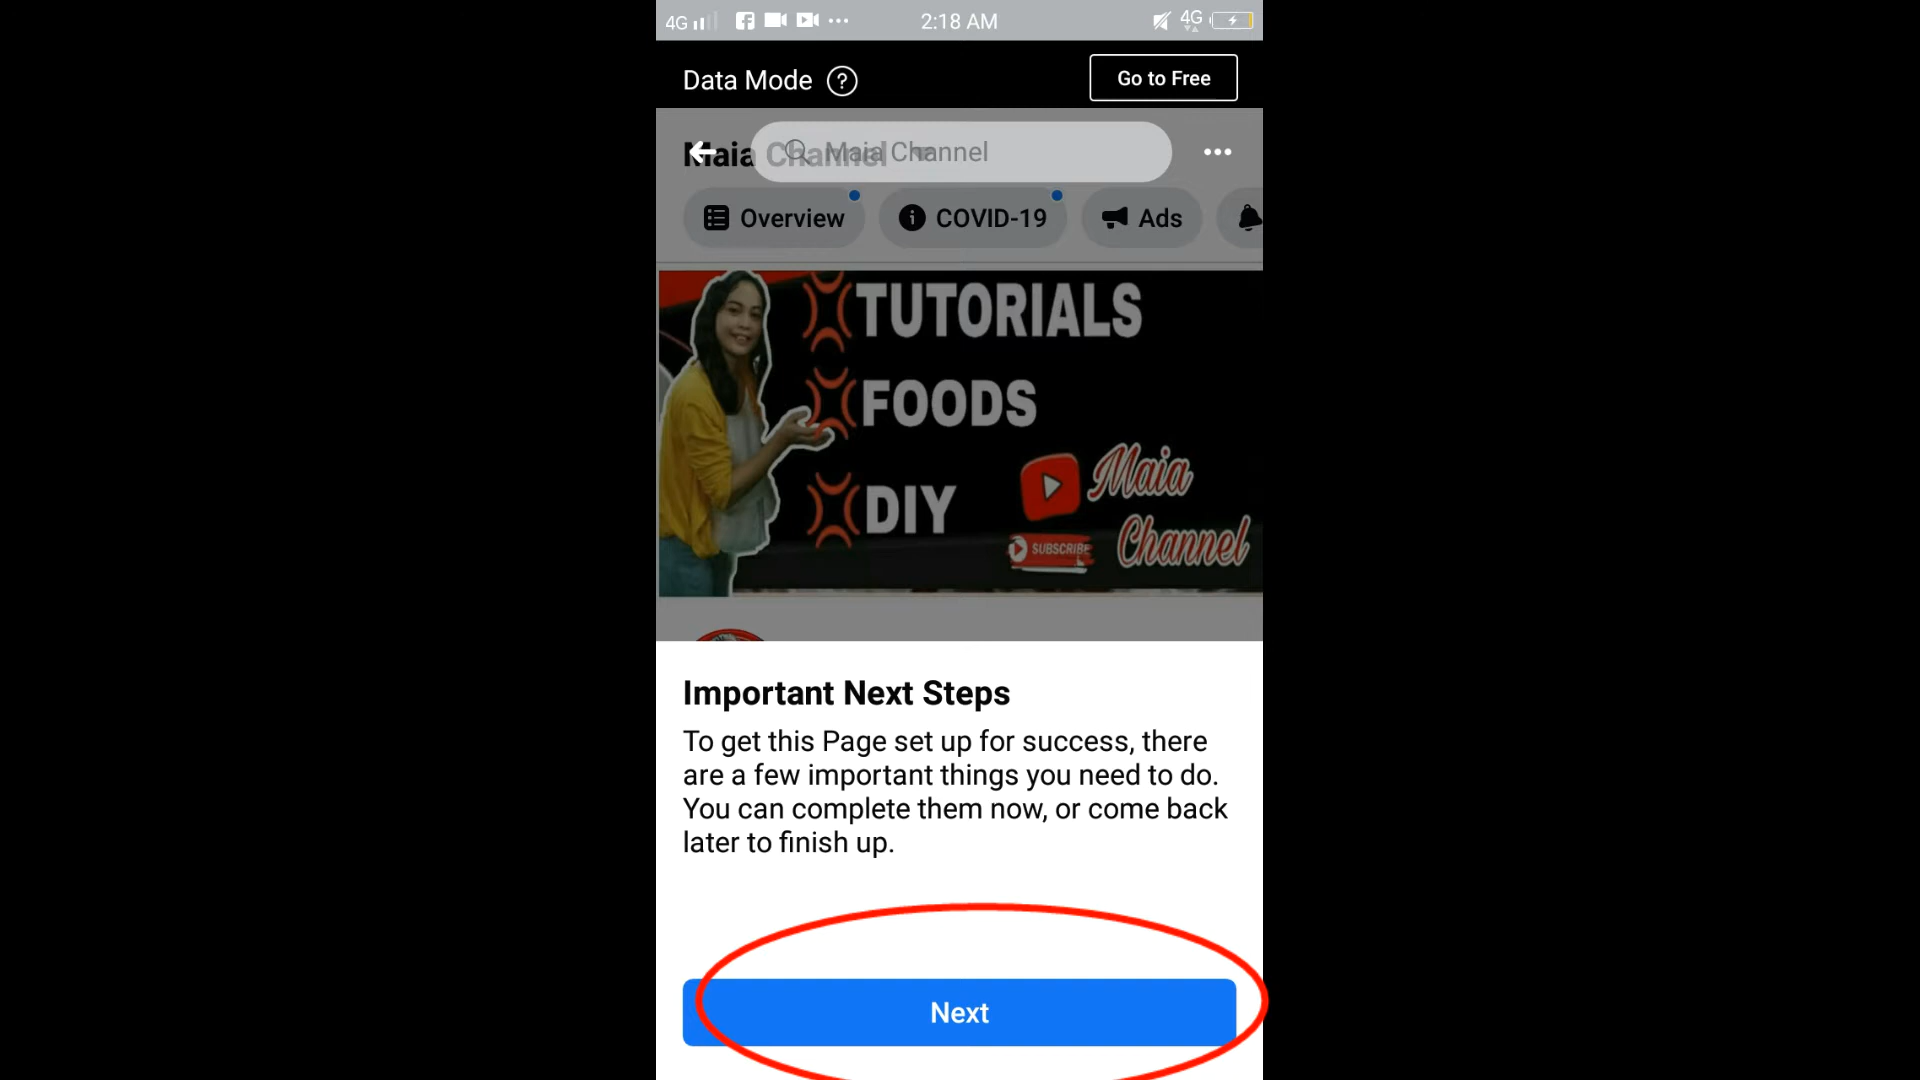 4G 2:18 AM 4G
Data Mode ? Go to Free
Maia Channel
Maia Channel
Overview COVID-19 Ads
TUTORIALS
FOODS
DIY
Maia
Channel
SUBSCRIBE
Important Next Steps
To get this Page set up for success, there
are a few important things you need to do.
You can complete them now, or come back
later to finish up.
Next